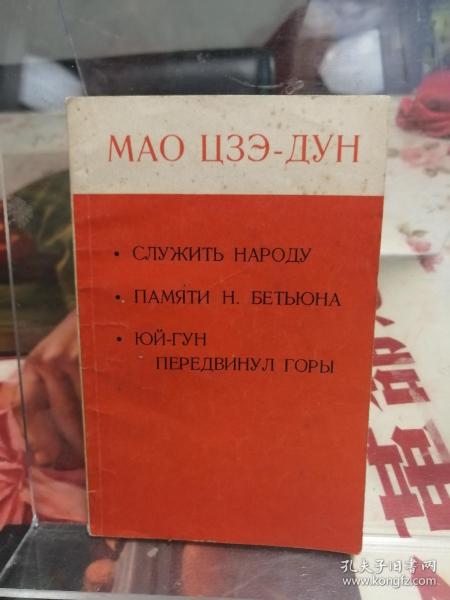 МАО ЦЗЭ-ДУН
• СЛУЖИТЬ НАРОДУ
• ПАМЯТИ Н. БЕТЬЮНА
• ЮЙ-ГУН
ПЕРЕДВИНУЛ ГОРЫ
孔夫子旧书网
www.kongfz.com